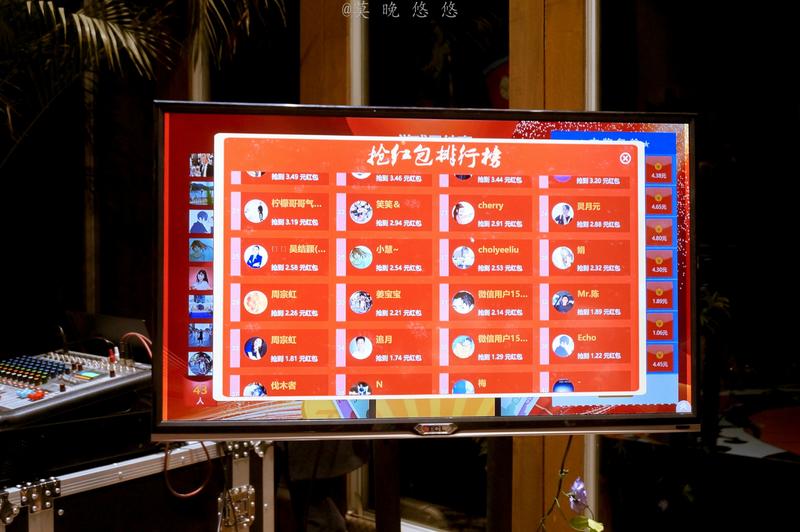 @莫 晚 悠 悠
抢红包排行榜
抢到 3.49 元红包
抢到 3.46 元红包
抢到 3.44 元红包
抢到 3.20 元红包
柠檬哥哥气...
抢到 3.19 元红包
笑笑&
抢到 2.94 元红包
cherry
抢到 2.91 元红包
灵月元
抢到 2.88 元红包
抢到 2.58 元红包
小慧~
抢到 2.54 元红包
choiyeeliu
抢到 2.53 元红包
娟
抢到 2.32 元红包
周宗虹
抢到 2.26 元红包
姜宝宝
抢到 2.21 元红包
微信用户15...
抢到 2.14 元红包
Mr.陈
抢到 1.89 元红包
周宗虹
抢到 1.81 元红包
追月
抢到 1.74 元红包
微信用户15...
抢到 1.29 元红包
Echo
抢到 1.22 元红包
伐木者
N
梅
4.38元
4.65元
4.80元
4.30元
1.89元
1.06元
4.45元
43
人
TCL